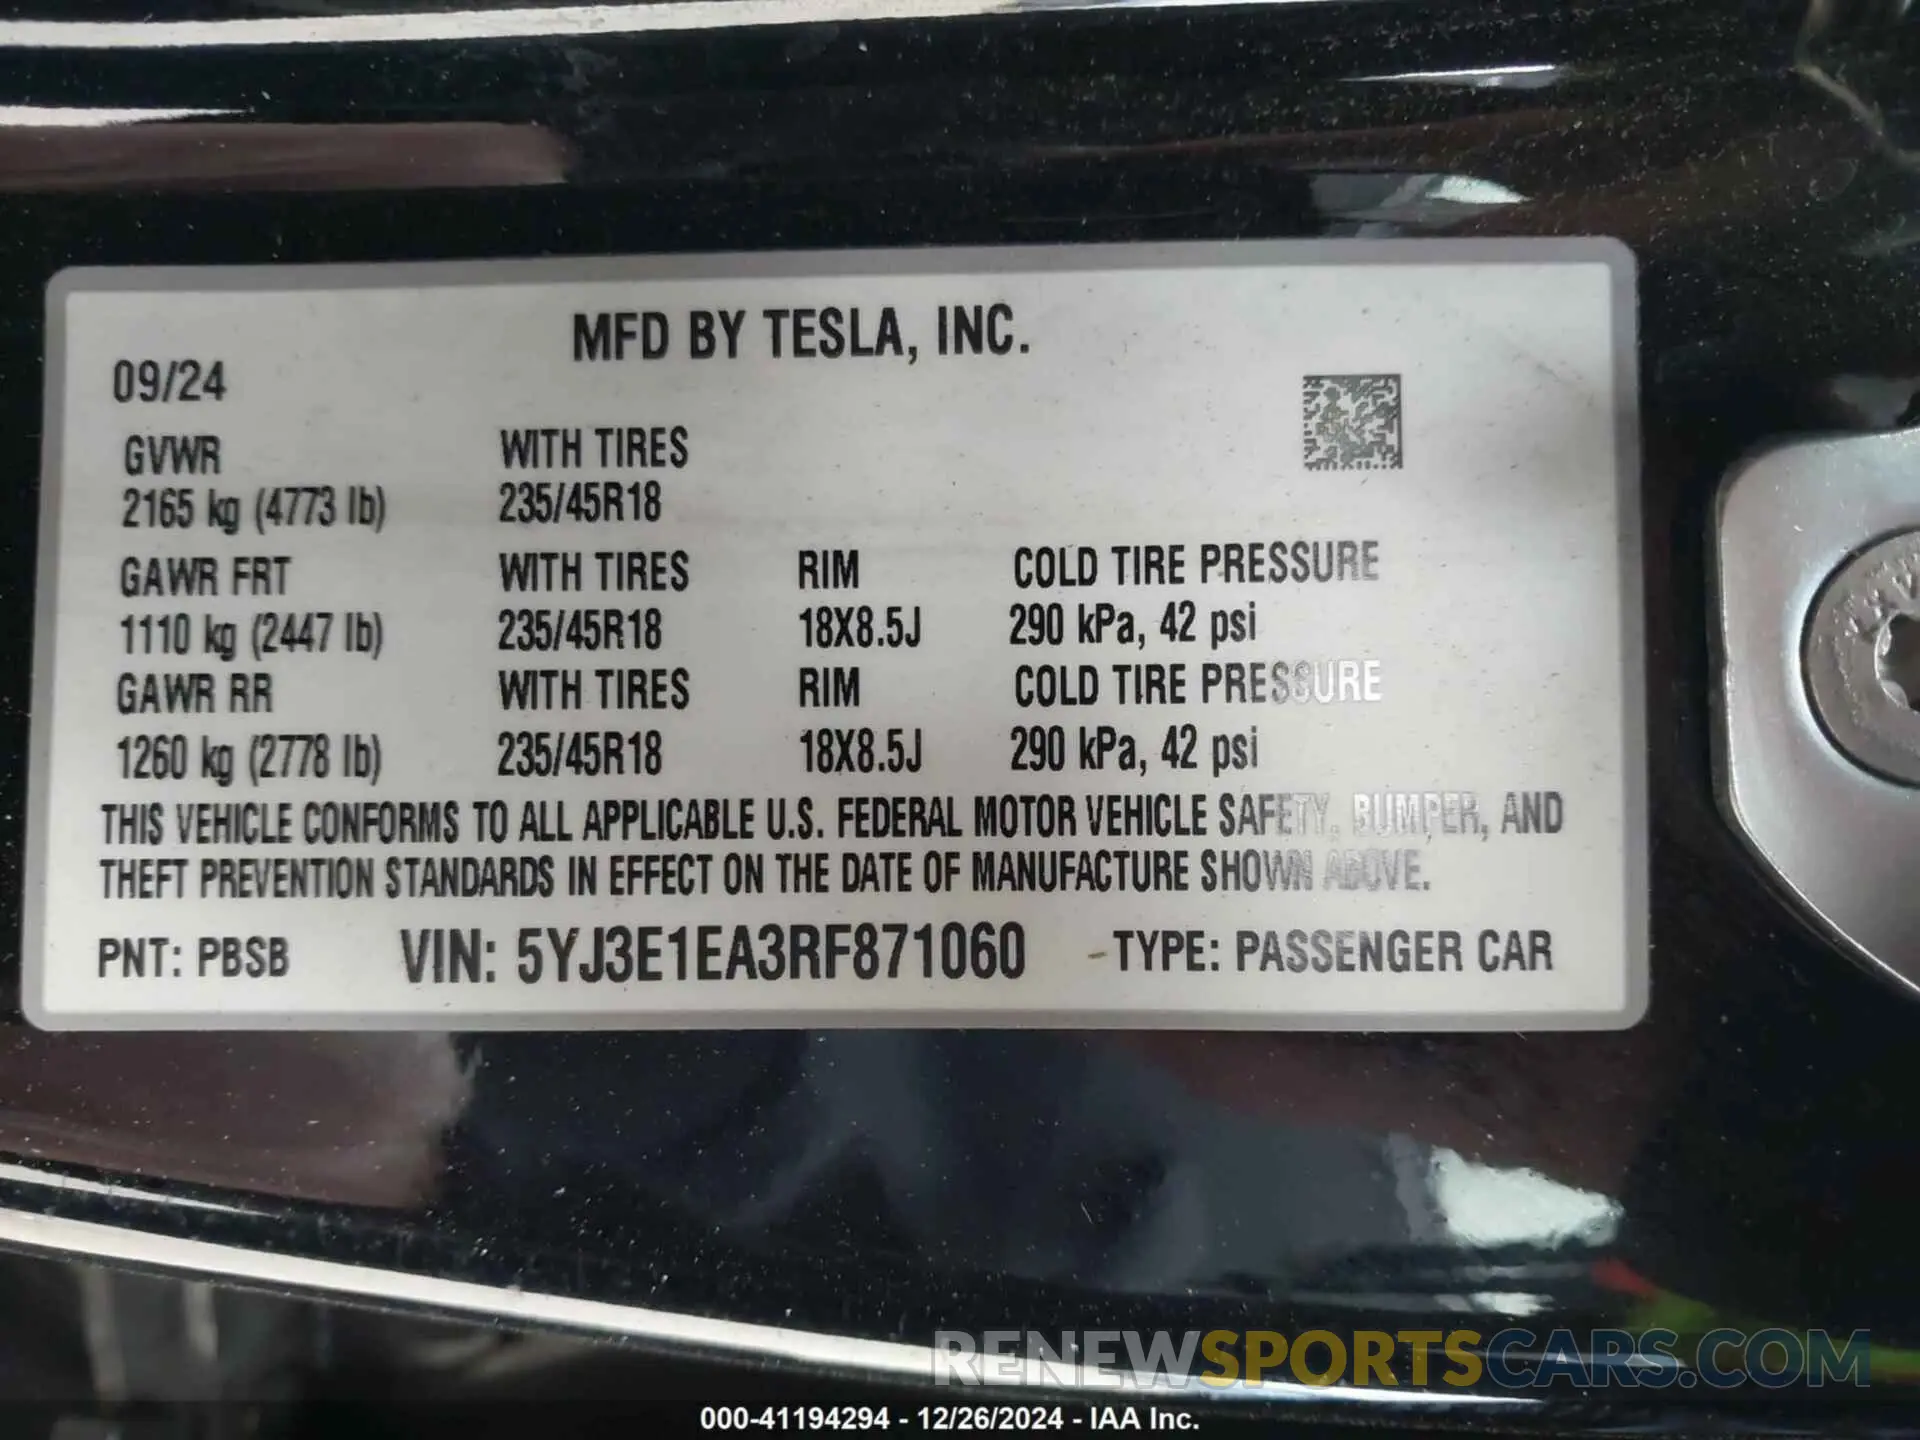 MFD BY TESLA, INC.
09/24
GVWR WITH TIRES
2165 kg (4773 lb) 235/45R18
GAWR FRT WITH TIRES RIM COLD TIRE PRESSURE
1110 kg (2447 lb) 235/45R18 18X8.5J 290 kPa, 42 psi
GAWR RR WITH TIRES RIM COLD TIRE PRESSURE
1260 kg (2778 lb) 235/45R18 18X8.5J 290 kPa, 42 psi
THIS VEHICLE CONFORMS TO ALL APPLICABLE U.S. FEDERAL MOTOR VEHICLE SAFETY, BUMPER, AND
THEFT PREVENTION STANDARDS IN EFFECT ON THE DATE OF MANUFACTURE SHOWN ABOVE.
PNT: PBSB VIN: 5YJ3E1EA3RF871060 TYPE: PASSENGER CAR
RENEWSPORTSCARS.COM
000-41194294 - 12/26/2024 - IAA Inc.